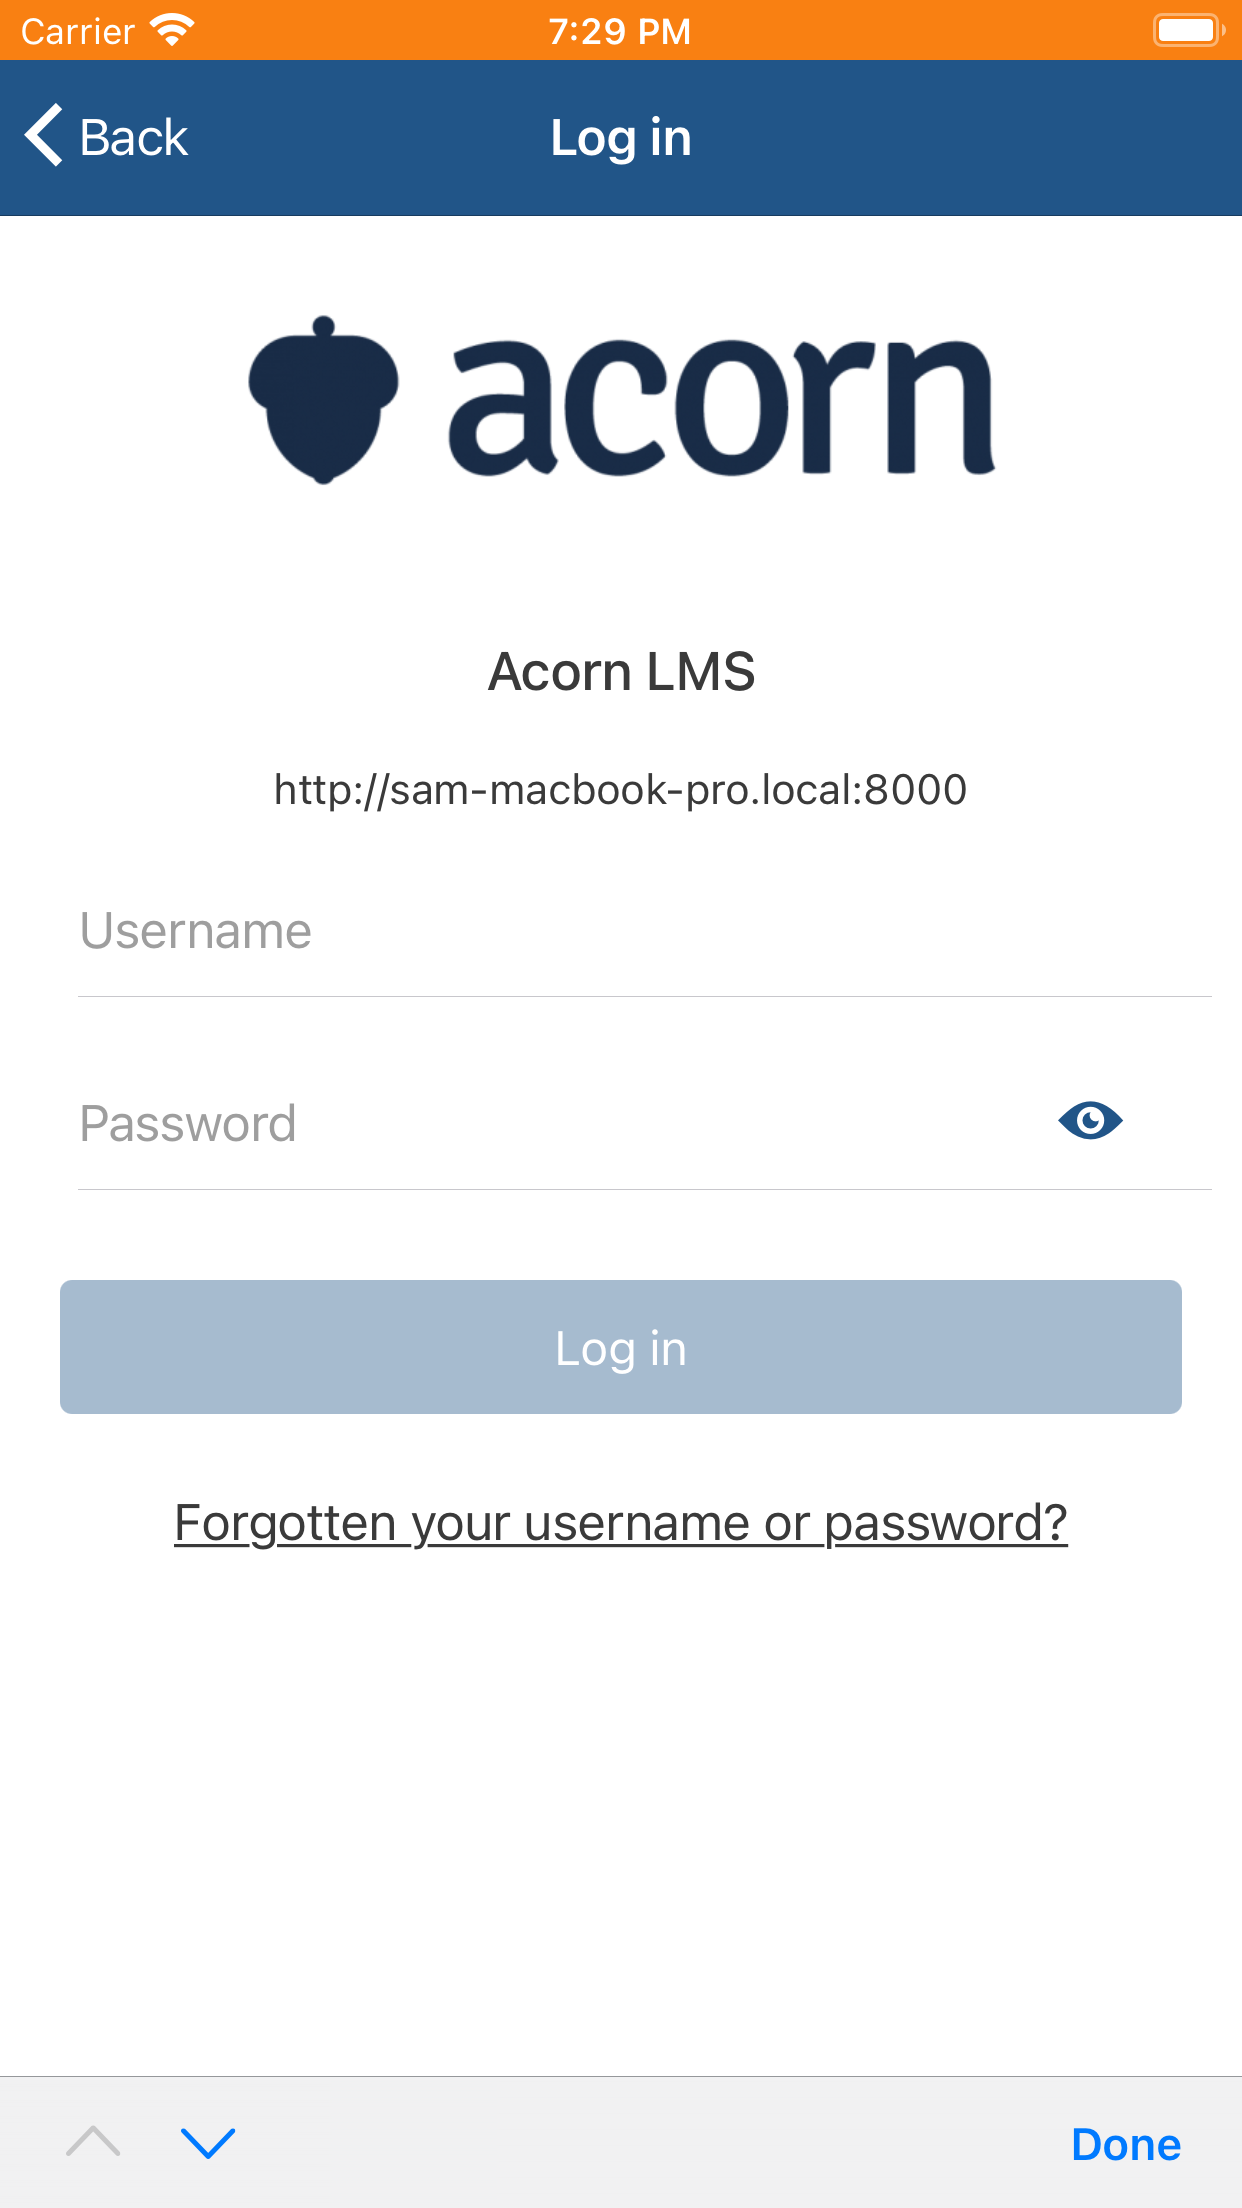 Carrier 7:29 PM
Back Log in
acorn
Acorn LMS
http://sam-macbook-pro.local:8000
Username
Password
Log in
Forgotten your username or password?
Done